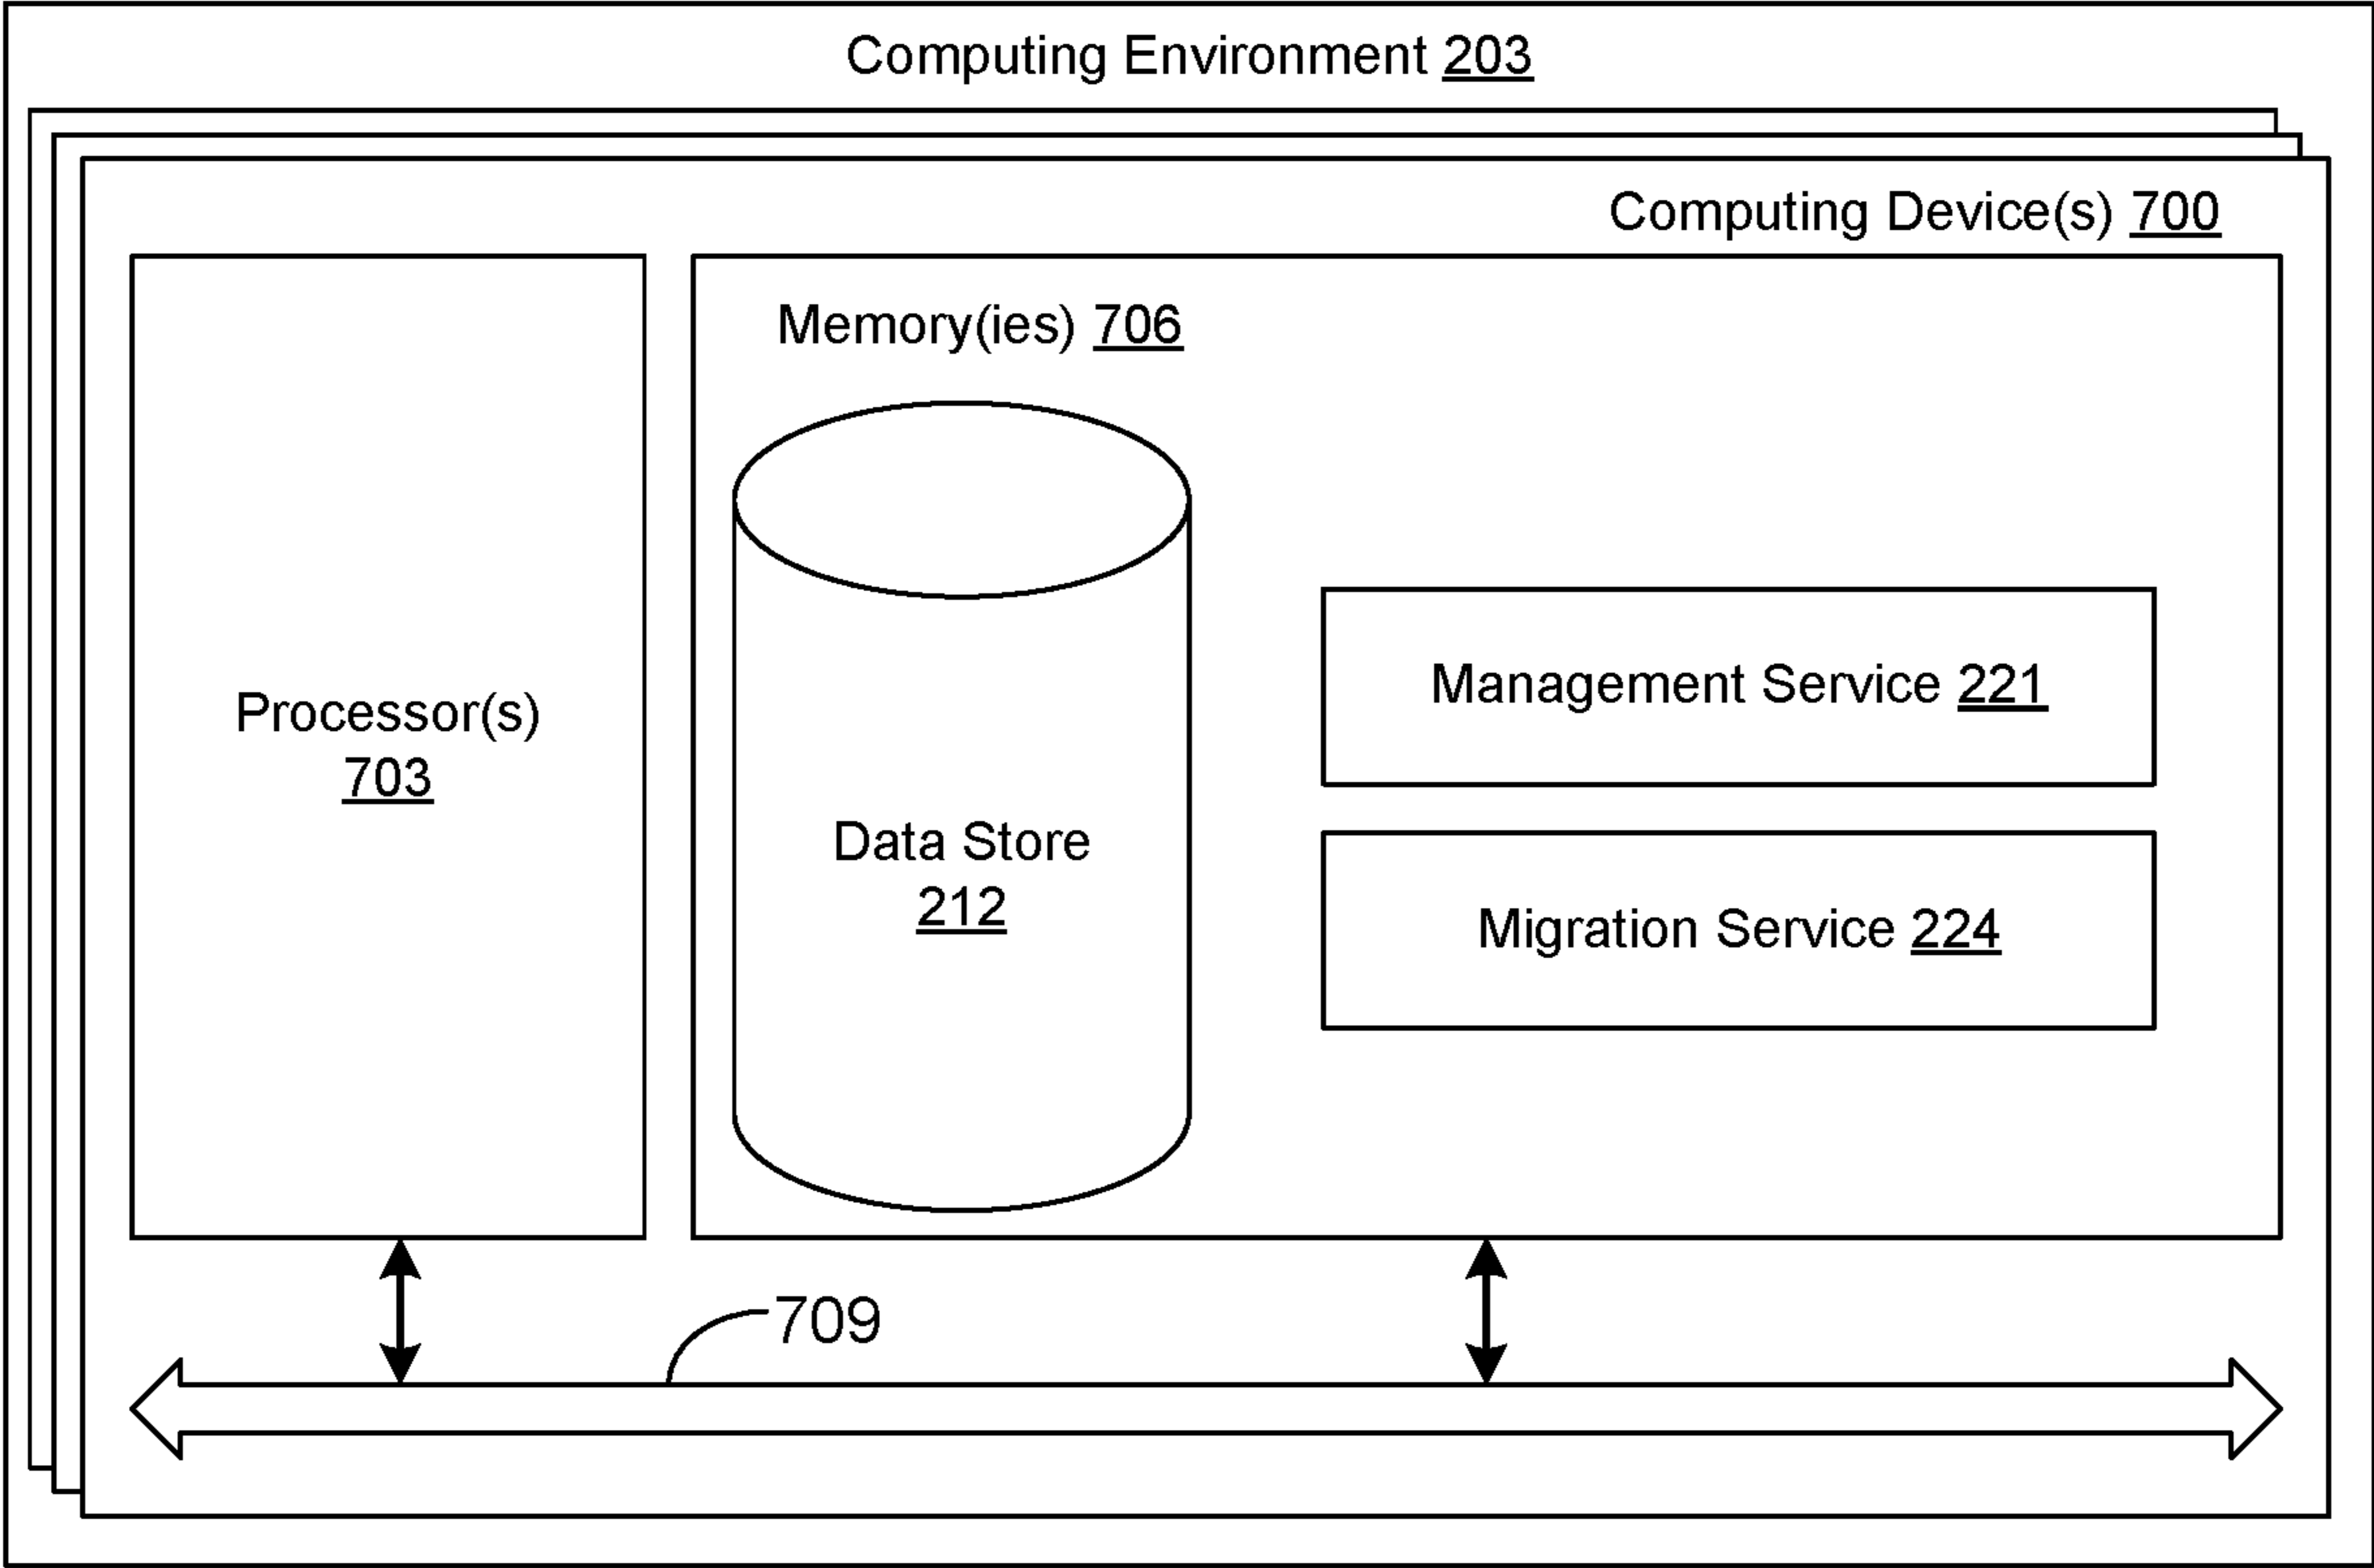 Computing Environment 203
Computing Device(s) 700
Memory(ies) 706
Processor(s)
703
Data Store
212
Management Service 221
Migration Service 224
709